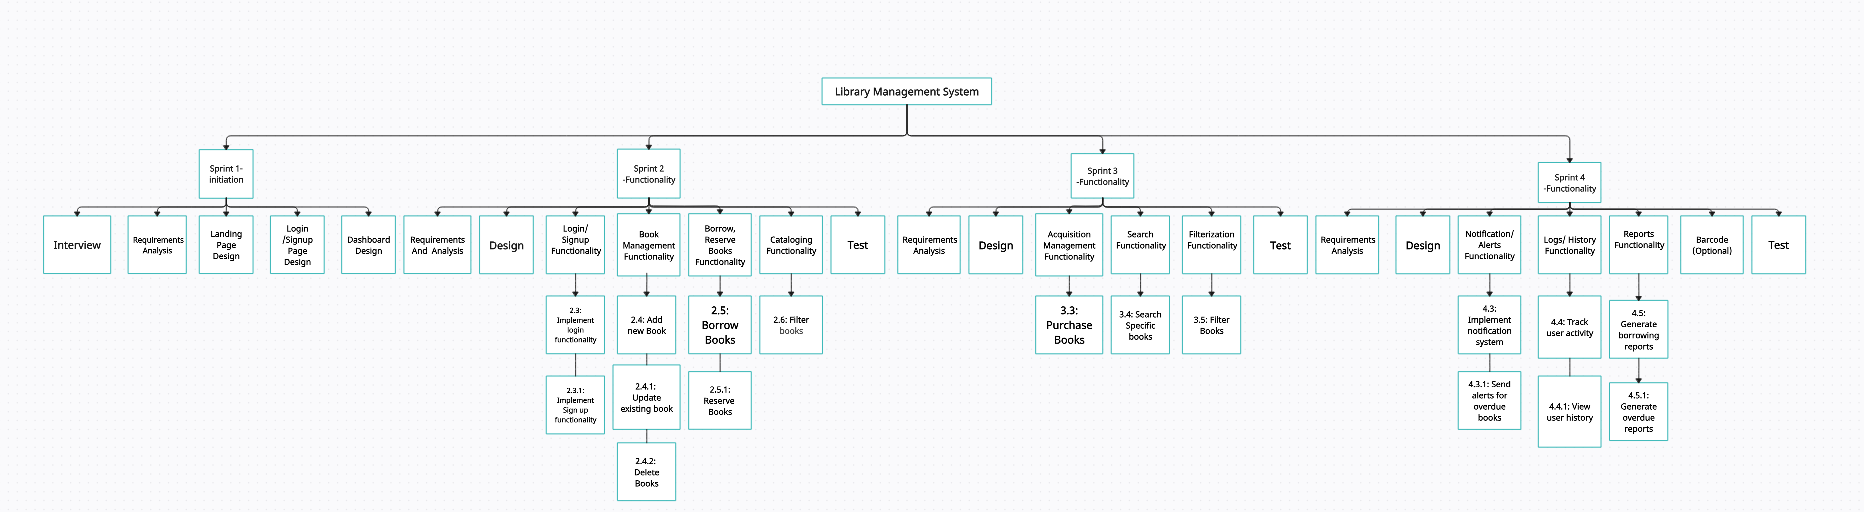 Library Management System
Sprint 1-
initiation
Sprint 2
-Functionality
Sprint 3
-Functionality
Sprint 4
-Functionality
Interview
Requirements
Analysis
Landing
Page
Design
Login
/Signup
Page
Design
Dashboard
Design
Requirements
And Analysis
Design
Login/
Signup
Functionality
Book
Management
Functionality
Borrow,
Reserve
Books
Functionality
Cataloging
Functionality
Test
Requirements
Analysis
Design
Acquisition
Management
Functionality
Search
Functionality
Filterization
Functionality
Test
Requirements
Analysis
Design
Notification/
Alerts
Functionality
Logs/ History
Functionality
Reports
Functionality
Barcode
(Optional)
Test
2.3:
Implement
login
functionality
2.4: Add
new Book
2.5:
Borrow
Books
2.6: Filter
books
3.3:
Purchase
Books
3.4: Search
Specific
books
3.5: Filter
Books
4.3:
Implement
notification
system
4.4: Track
user activity
4.5:
Generate
borrowing
reports
2.3.1:
Implement
Sign up
functionality
2.4.1:
Update
existing book
2.5.1:
Reserve
Books
4.3.1: Send
alerts for
overdue
books
4.4.1: View
user history
4.5.1:
Generate
overdue
reports
2.4.2:
Delete
Books